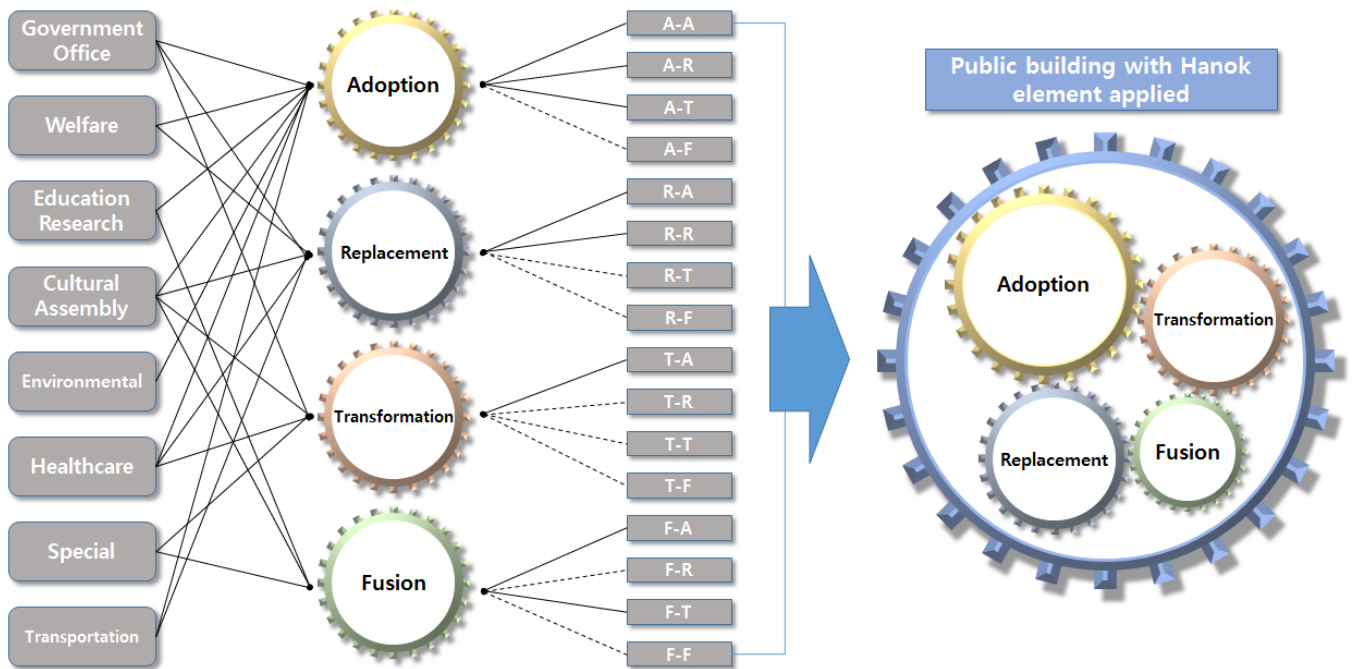 Government
Office
Welfare
Education
Research
Cultural
Assembly
Environmental
Healthcare
Special
Transportation
Adoption
Replacement
Transformation
Fusion
A-A
A-R
A-T
A-F
R-A
R-R
R-T
R-F
T-A
T-R
T-T
T-F
F-A
F-R
F-T
F-F
Public building with Hanok
element applied
Adoption
Transformation
Replacement
Fusion